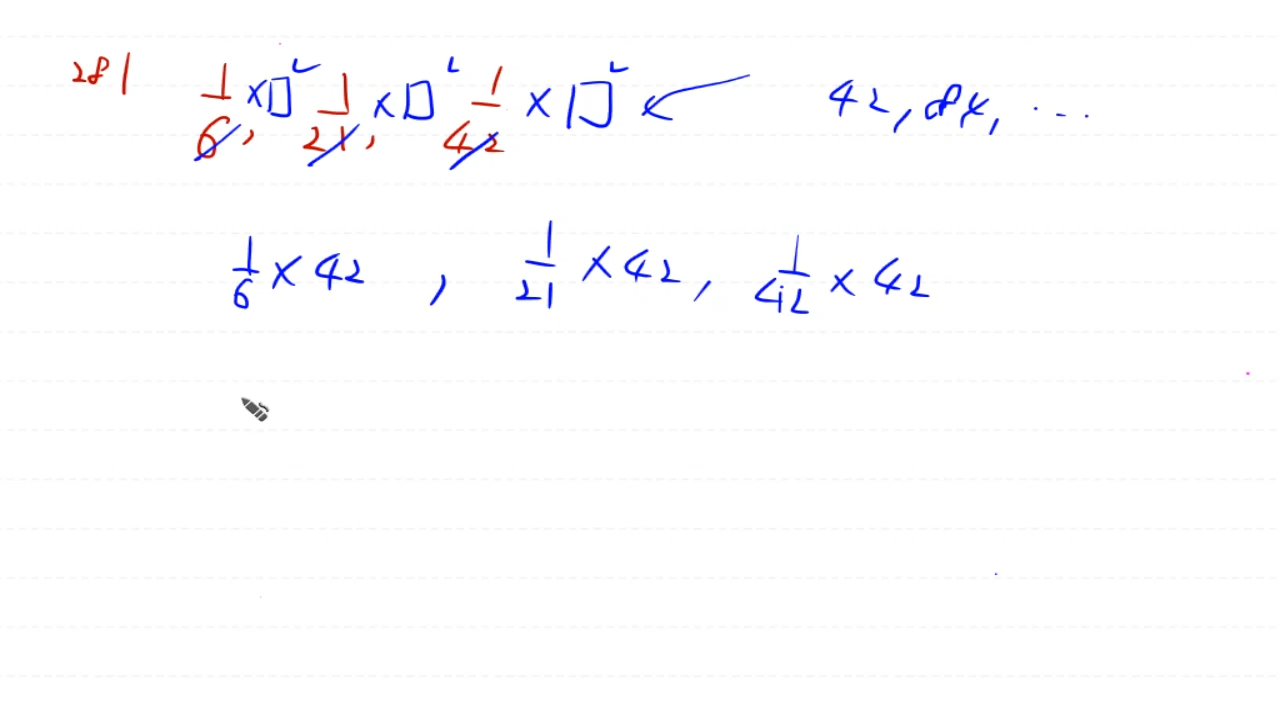 281 1/6 ×□², 1/21 ×□², 1/42 ×□² ← 42, 84, ...
1/6 × 42 , 1/21 × 42, 1/42 × 42